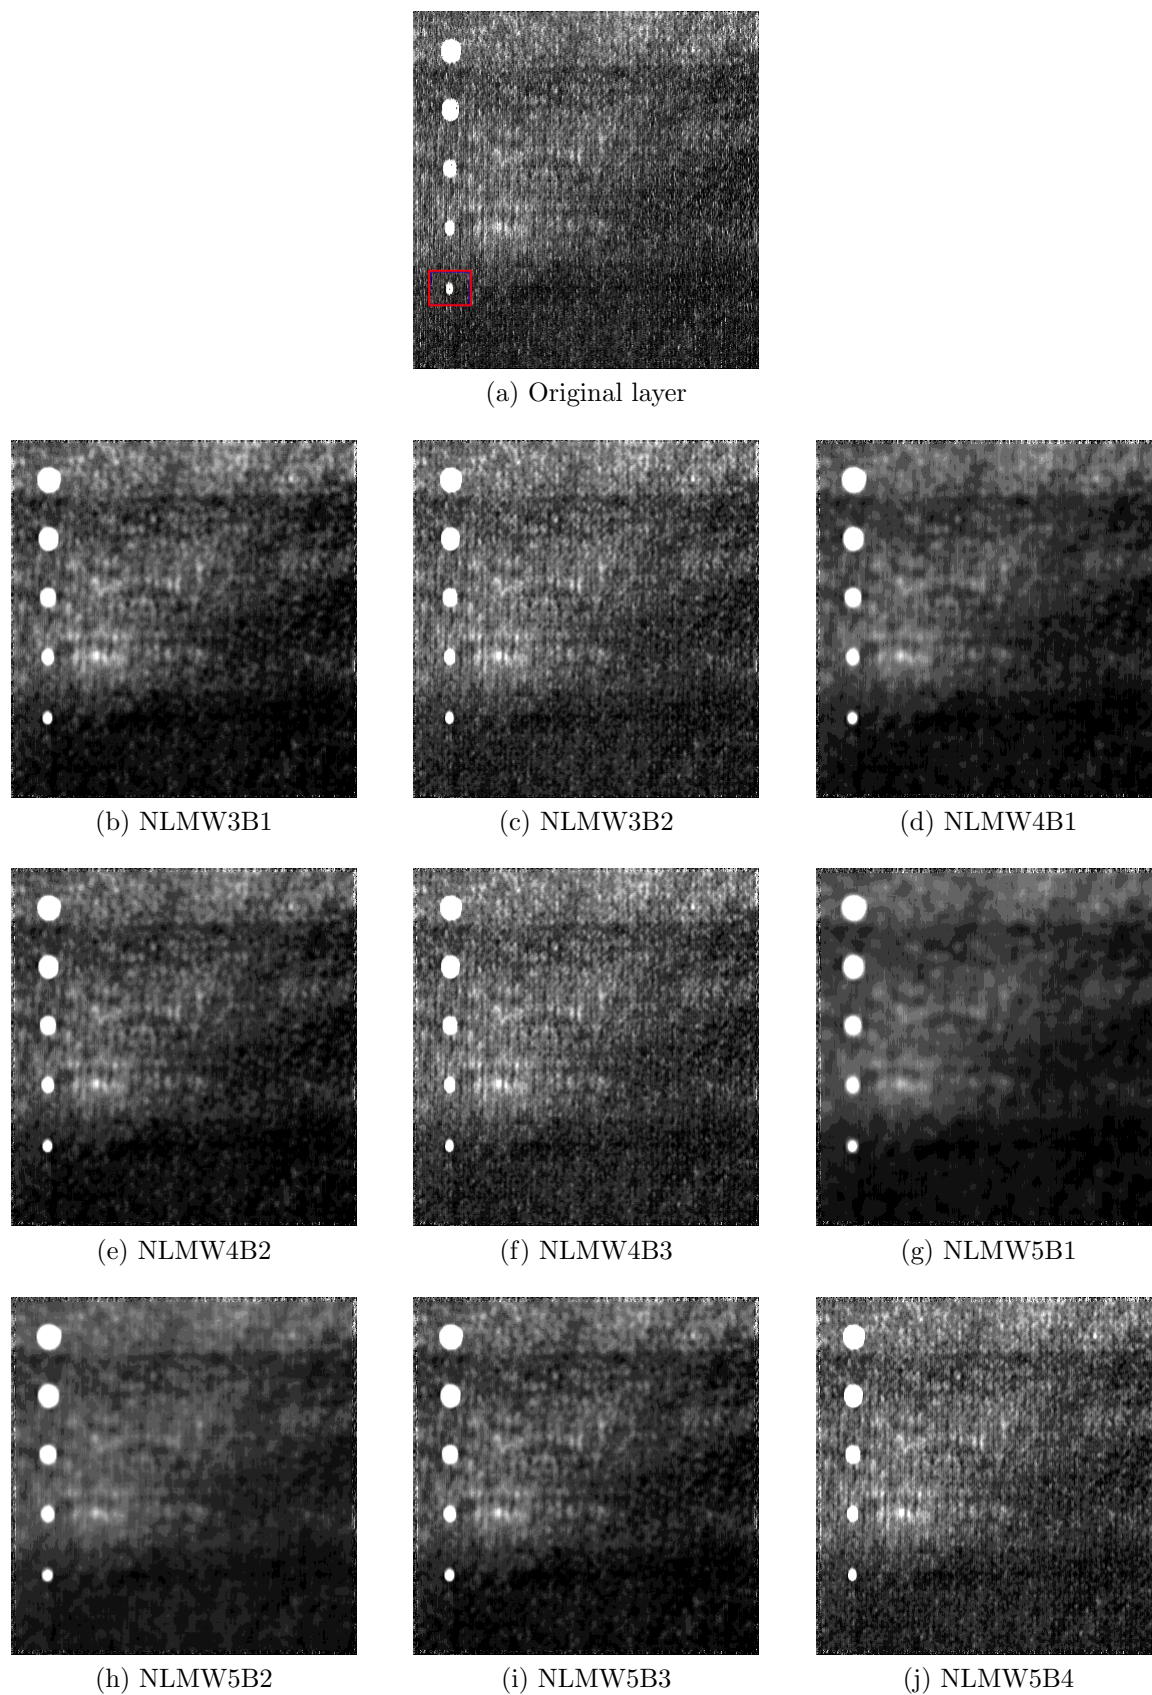 (a) Original layer
(b) NLMW3B1
(c) NLMW3B2
(d) NLMW4B1
(e) NLMW4B2
(f) NLMW4B3
(g) NLMW5B1
(h) NLMW5B2
(i) NLMW5B3
(j) NLMW5B4